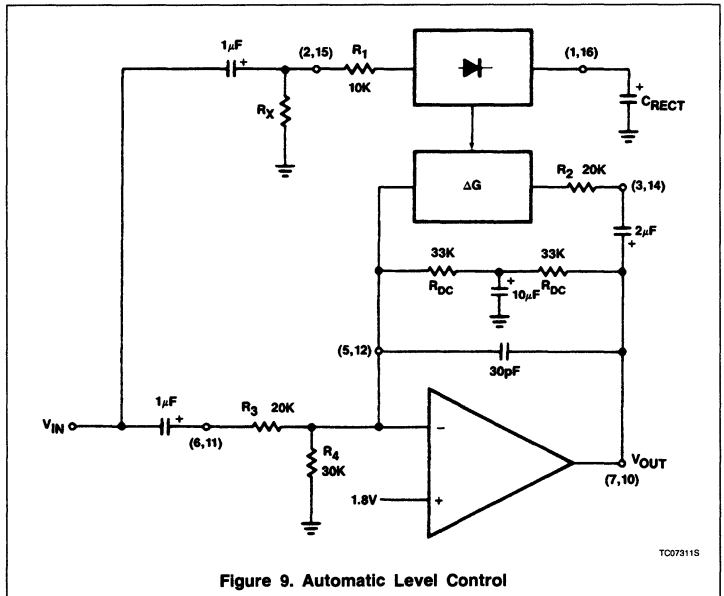 1μF
+
(2,15)
R1
10K
(1,16)
+
CRECT
RX
ΔG
R2 20K
(3,14)
2μF
+
33K
RDC
33K
RDC
+
10μF
(5,12)
30pF
VIN
1μF
+
(6,11)
R3 20K
R4
30K
−
1.8V
+
VOUT
(7,10)
TC07311S
Figure 9. Automatic Level Control